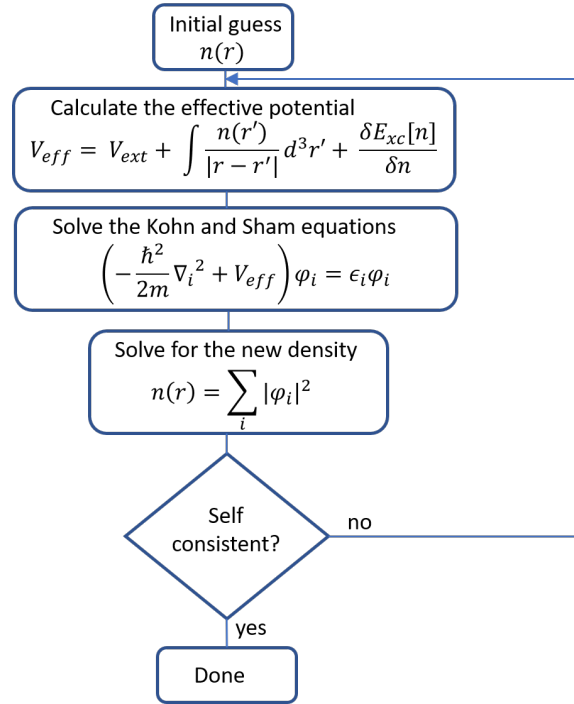 Initial guess
n(r)
Calculate the effective potential
V_eff = V_ext + ∫ n(r′)/|r − r′| d³r′ + δE_xc[n]/δn
Solve the Kohn and Sham equations
(−ℏ²/2m ∇_i² + V_eff) φ_i = ϵ_i φ_i
Solve for the new density
n(r) = ∑_i |φ_i|²
Self
consistent?
no
yes
Done